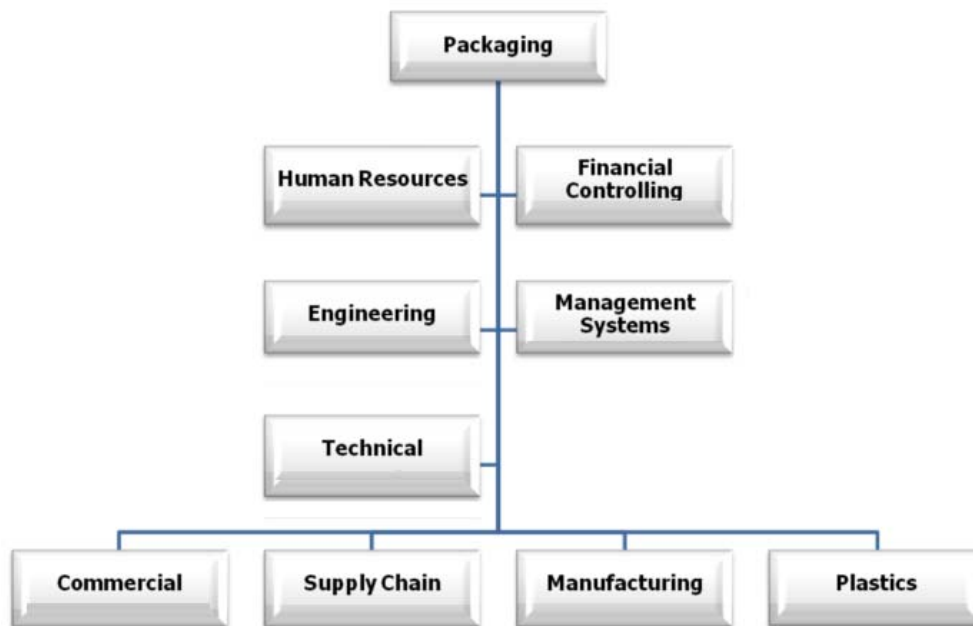 Packaging
Human Resources
Financial
Controlling
Engineering
Management
Systems
Technical
Commercial
Supply Chain
Manufacturing
Plastics